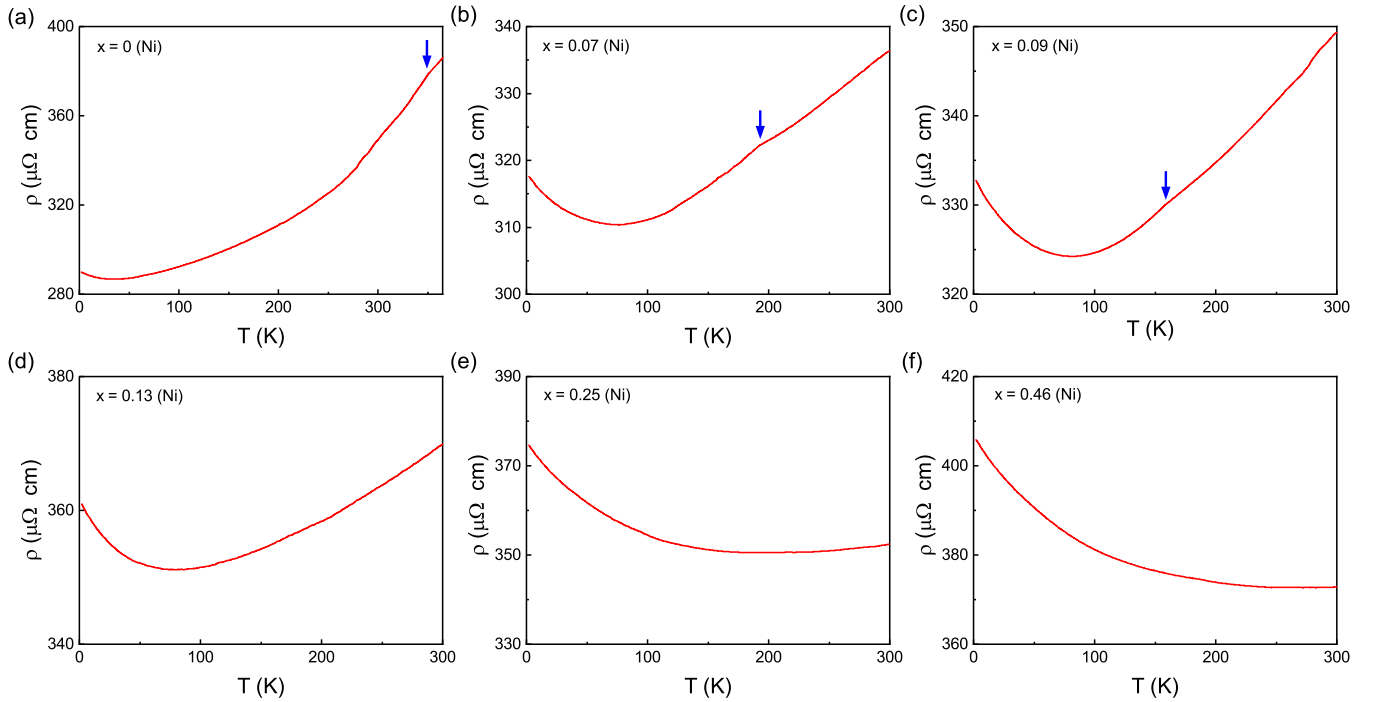 (a)
x = 0 (Ni)
ρ (μΩ cm)
400
360
320
280
0 100 200 300
T (K)
(b)
x = 0.07 (Ni)
ρ (μΩ cm)
340
330
320
310
300
0 100 200 300
T (K)
(c)
x = 0.09 (Ni)
ρ (μΩ cm)
350
340
330
320
0 100 200 300
T (K)
(d)
x = 0.13 (Ni)
ρ (μΩ cm)
380
360
340
0 100 200 300
T (K)
(e)
x = 0.25 (Ni)
ρ (μΩ cm)
390
370
350
330
0 100 200 300
T (K)
(f)
x = 0.46 (Ni)
ρ (μΩ cm)
420
400
380
360
0 100 200 300
T (K)